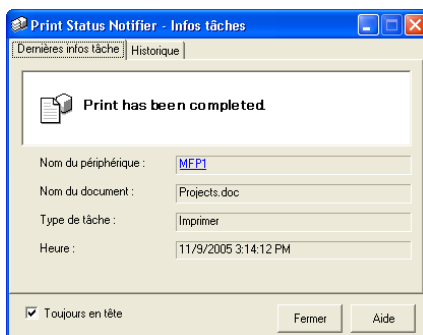 Print Status Notifier - Infos tâches
Dernières infos tâche Historique
Print has been completed.
Nom du périphérique : MFP1
Nom du document : Projects.doc
Type de tâche : Imprimer
Heure : 11/9/2005 3:14:12 PM
Toujours en tête Fermer Aide